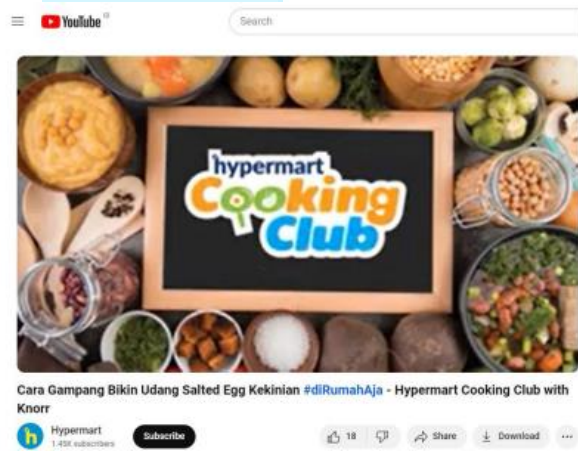 YouTube
Search
hypermart
Cooking
Club
Cara Gampang Bikin Udang Salted Egg Kekinian #diRumahAja - Hypermart Cooking Club with
Knorr
Hypermart
1.45K subscribers
Subscribe
18
Share
Download